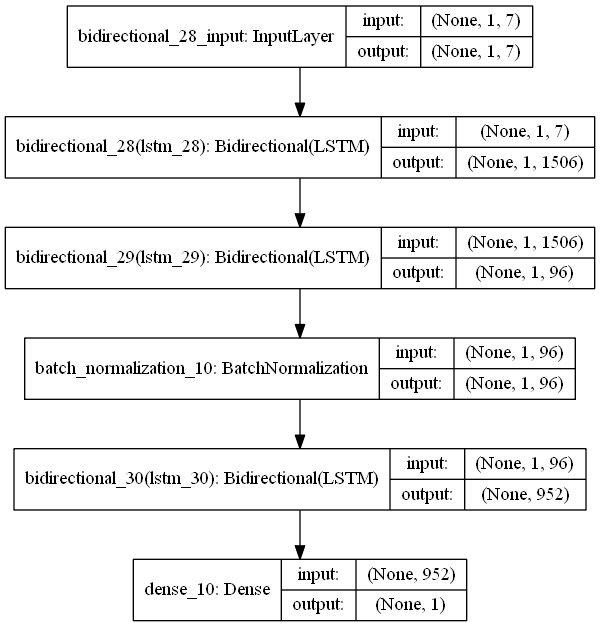 bidirectional_28_input: InputLayer
input: (None, 1, 7)
output: (None, 1, 7)
bidirectional_28(lstm_28): Bidirectional(LSTM)
input: (None, 1, 7)
output: (None, 1, 1506)
bidirectional_29(lstm_29): Bidirectional(LSTM)
input: (None, 1, 1506)
output: (None, 1, 96)
batch_normalization_10: BatchNormalization
input: (None, 1, 96)
output: (None, 1, 96)
bidirectional_30(lstm_30): Bidirectional(LSTM)
input: (None, 1, 96)
output: (None, 952)
dense_10: Dense
input: (None, 952)
output: (None, 1)